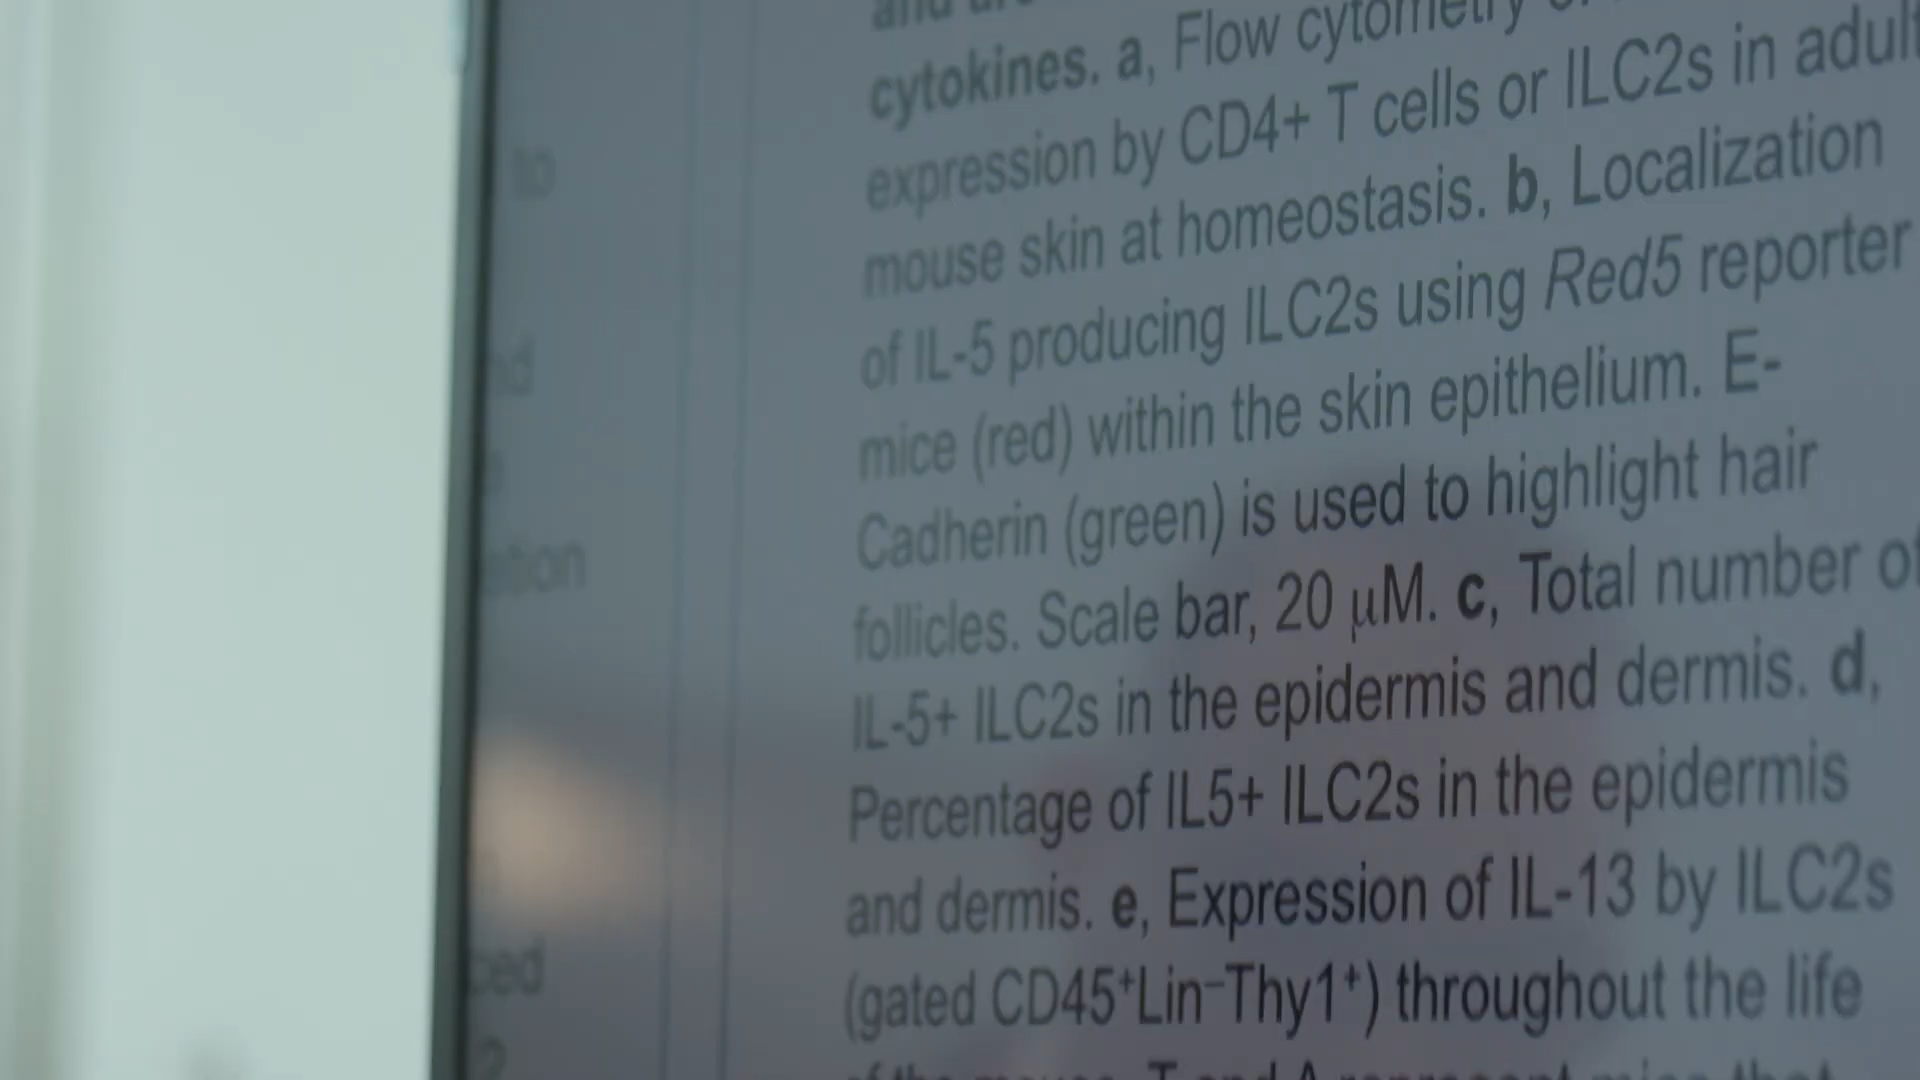 to
cytokines. a, Flow cytometry
expression by CD4+ T cells or ILC2s in adult
mouse skin at homeostasis. b, Localization
of IL-5 producing ILC2s using Red5 reporter
mice (red) within the skin epithelium. E-
Cadherin (green) is used to highlight hair
follicles. Scale bar, 20 µM. c, Total number of
IL-5+ ILC2s in the epidermis and dermis. d,
Percentage of IL5+ ILC2s in the epidermis
and dermis. e, Expression of IL-13 by ILC2s
(gated CD45⁺Lin⁻Thy1⁺) throughout the life